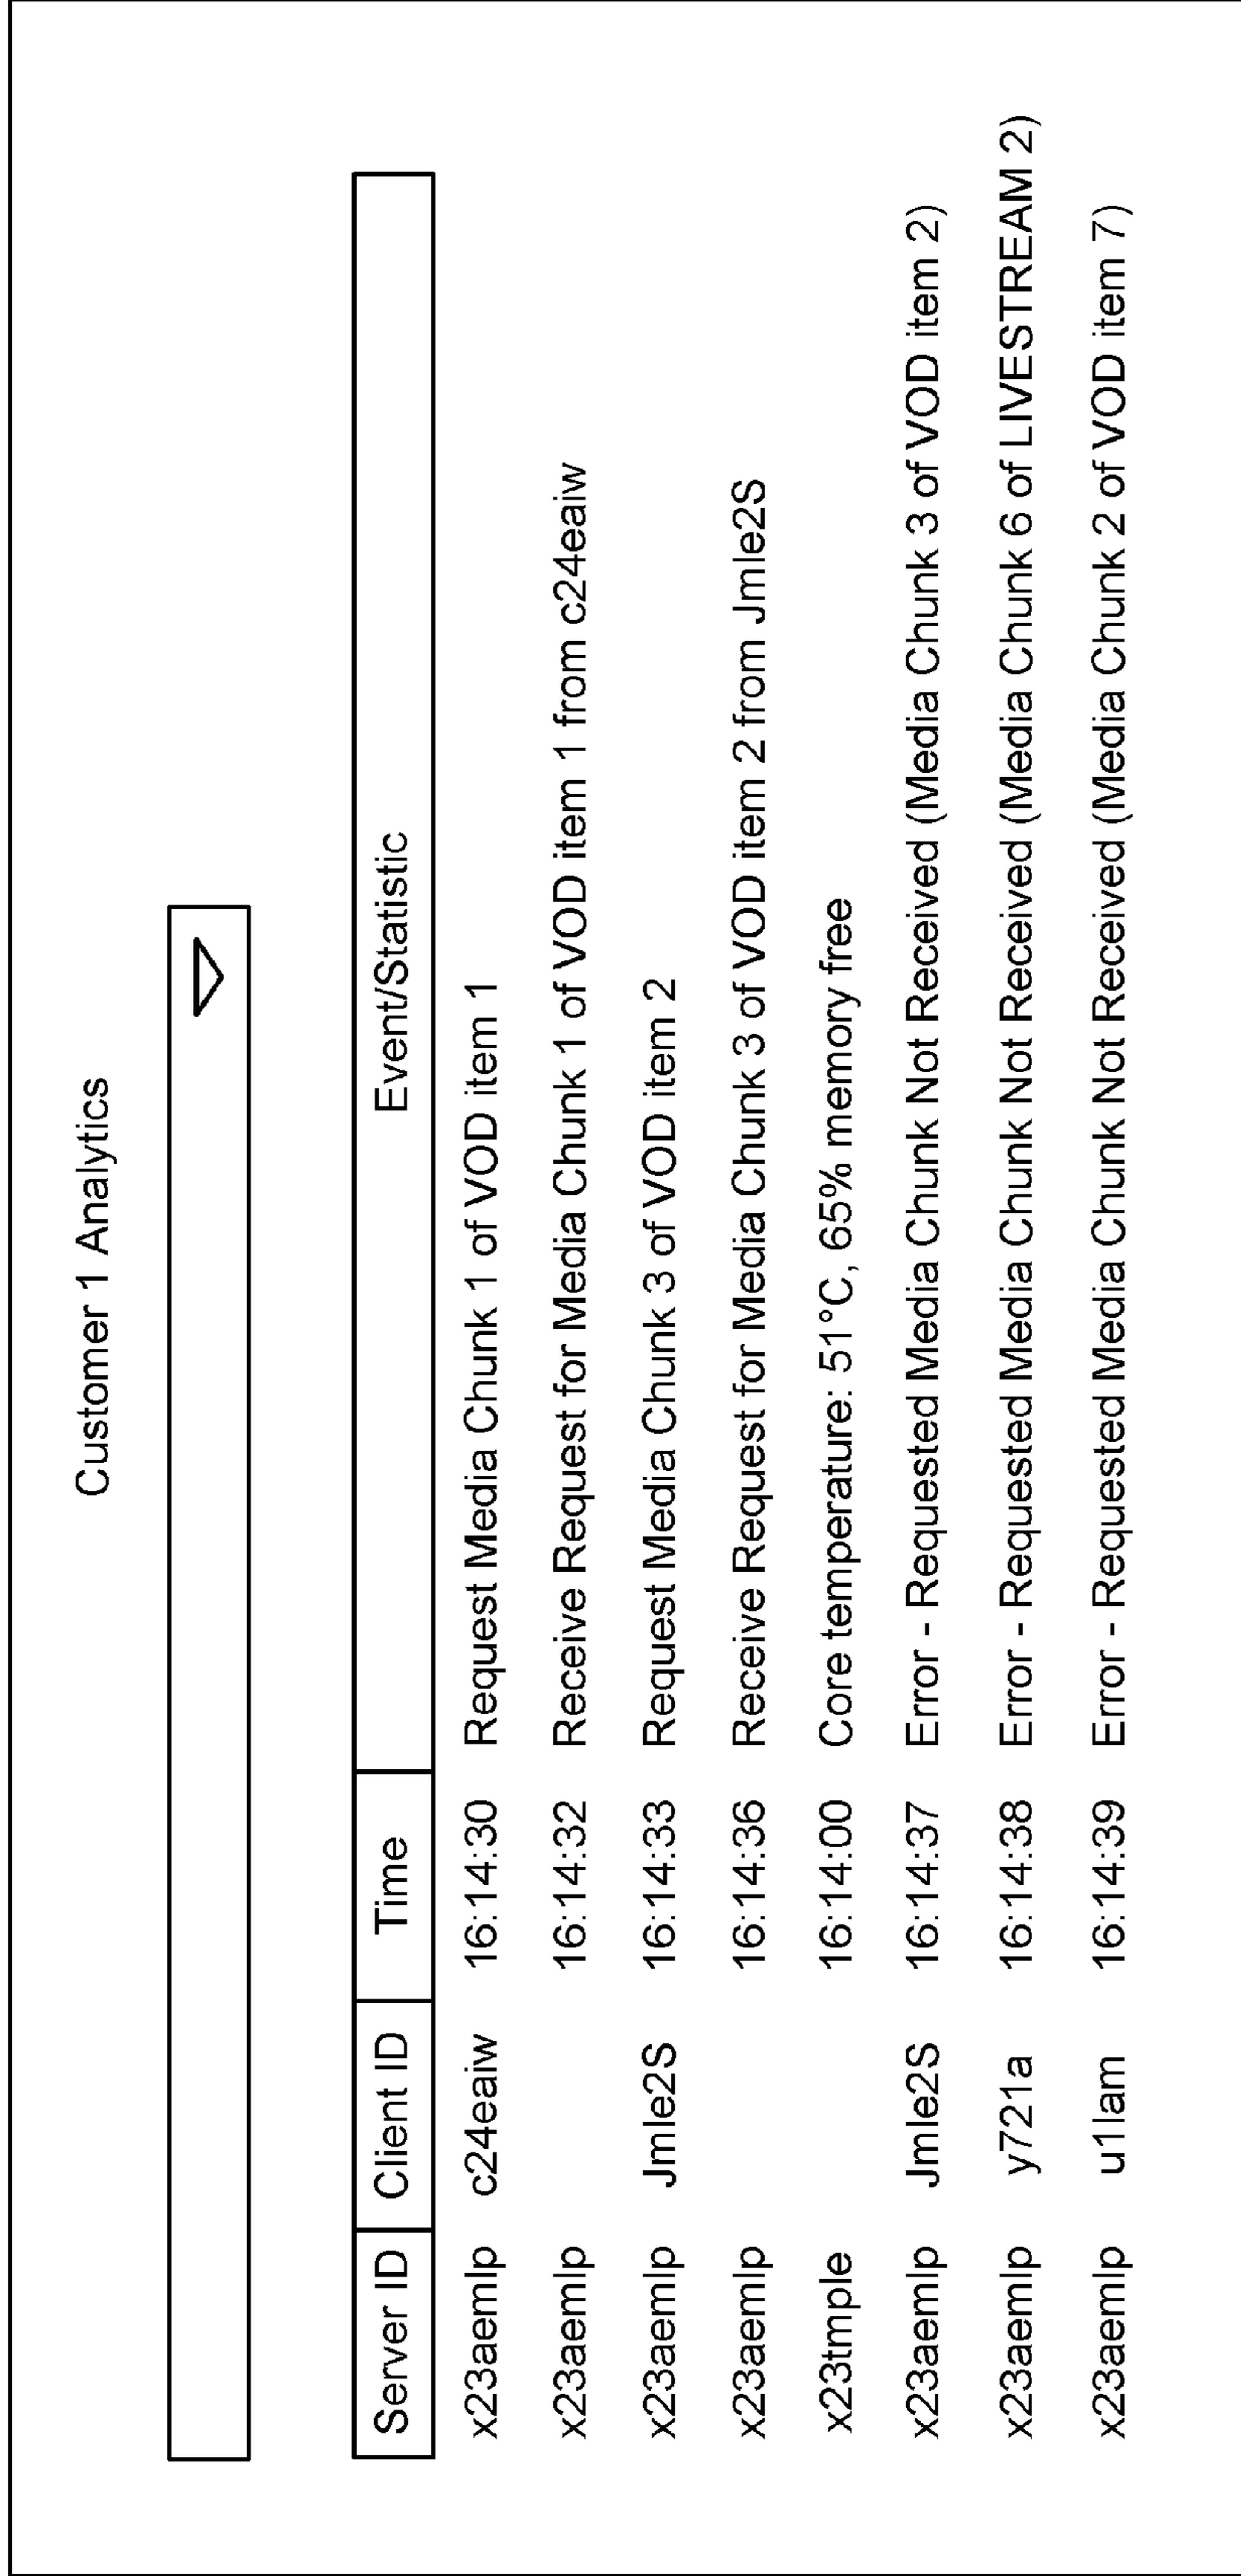 Customer 1 Analytics
Server ID Client ID Time Event/Statistic
x23aemlp c24eaiw 16:14:30 Request Media Chunk 1 of VOD item 1
x23aemlp 16:14:32 Receive Request for Media Chunk 1 of VOD item 1 from c24eaiw
x23aemlp Jmle2S 16:14:33 Request Media Chunk 3 of VOD item 2
x23aemlp 16:14:36 Receive Request for Media Chunk 3 of VOD item 2 from Jmle2S
x23tmple 16:14:00 Core temperature: 51°C, 65% memory free
x23aemlp Jmle2S 16:14:37 Error - Requested Media Chunk Not Received (Media Chunk 3 of VOD item 2)
x23aemlp y721a 16:14:38 Error - Requested Media Chunk Not Received (Media Chunk 6 of LIVESTREAM 2)
x23aemlp u1lam 16:14:39 Error - Requested Media Chunk Not Received (Media Chunk 2 of VOD item 7)